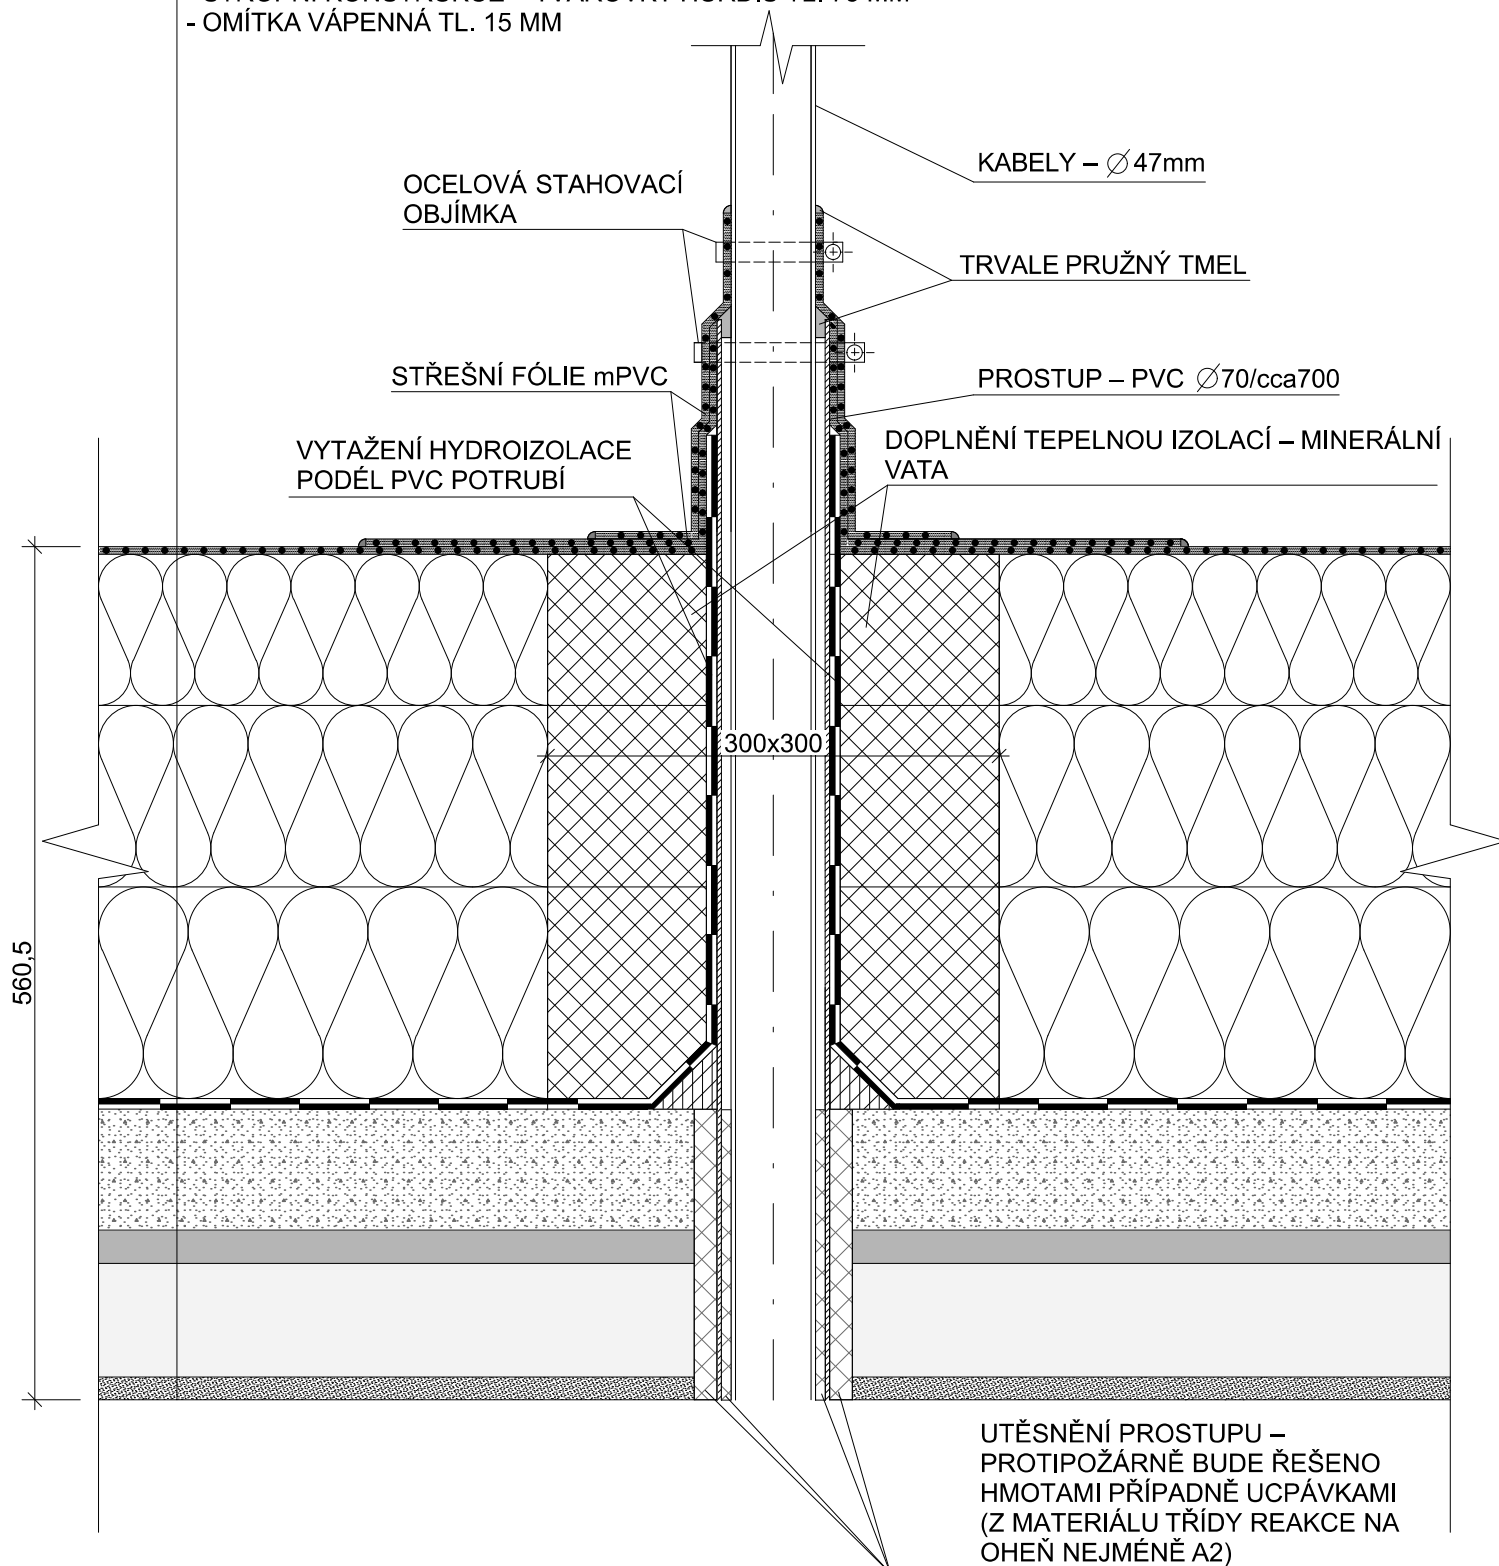 - OMÍTKA VÁPENNÁ TL. 15 MM
KABELY – ∅ 47mm
OCELOVÁ STAHOVACÍ
OBJÍMKA
TRVALE PRUŽNÝ TMEL
STŘEŠNÍ FÓLIE mPVC
PROSTUP – PVC ∅70/cca700
VYTAŽENÍ HYDROIZOLACE
PODÉL PVC POTRUBÍ
DOPLNĚNÍ TEPELNOU IZOLACÍ – MINERÁLNÍ
VATA
300x300
560,5
UTĚSNĚNÍ PROSTUPU –
PROTIPOŽÁRNĚ BUDE ŘEŠENO
HMOTAMI PŘÍPADNĚ UCPÁVKAMI
(Z MATERIÁLU TŘÍDY REAKCE NA
OHEŇ NEJMÉNĚ A2)